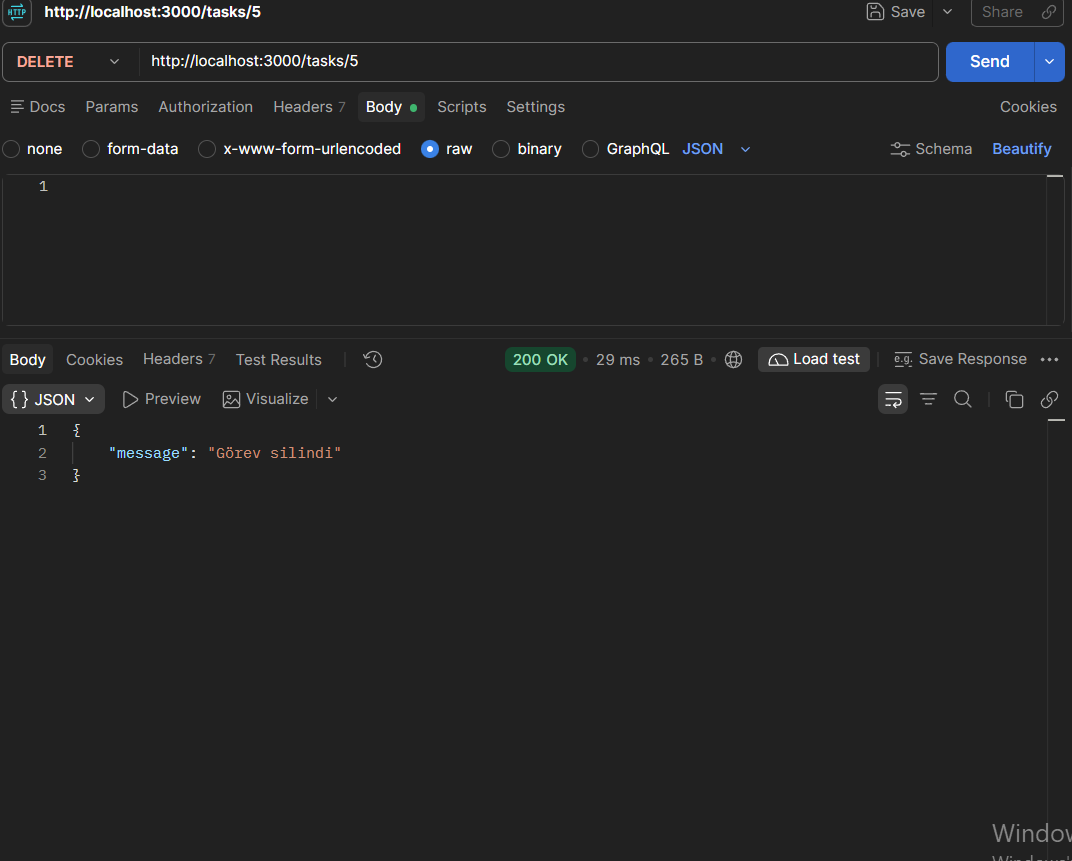 HTTP http://localhost:3000/tasks/5 Save Share
DELETE http://localhost:3000/tasks/5 Send
Docs Params Authorization Headers 7 Body Scripts Settings Cookies
none form-data x-www-form-urlencoded raw binary GraphQL JSON Schema Beautify
1
Body Cookies Headers 7 Test Results 200 OK 29 ms 265 B Load test e.g. Save Response
{} JSON Preview Visualize
1 {
2 "message": "Görev silindi"
3 }
Window